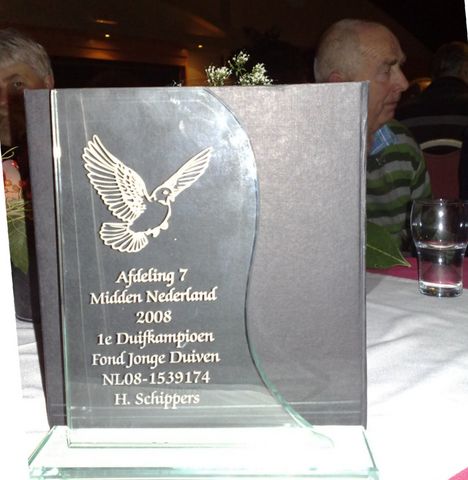 Afdeling 7
Midden Nederland
2008
1e Duifkampioen
Fond Jonge Duiven
NL08-1539174
H. Schippers